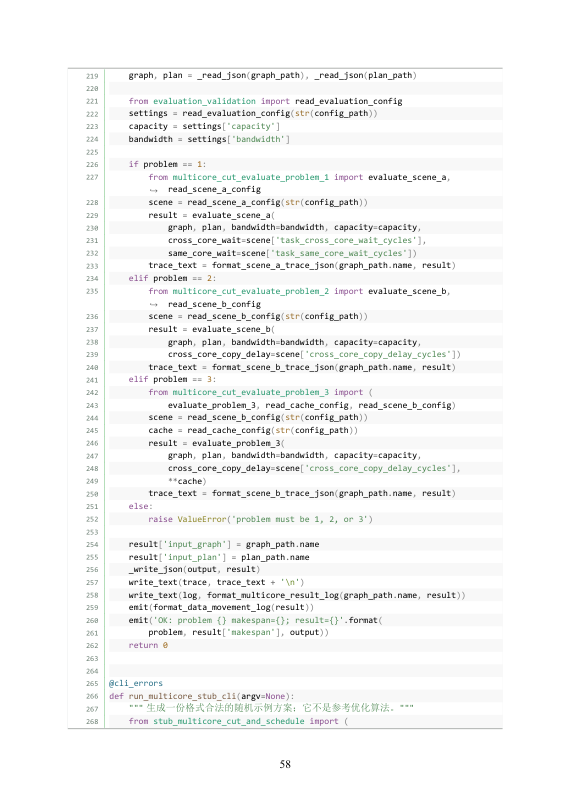 219     graph, plan = _read_json(graph_path), _read_json(plan_path)
220
221     from evaluation_validation import read_evaluation_config
222     settings = read_evaluation_config(str(config_path))
223     capacity = settings['capacity']
224     bandwidth = settings['bandwidth']
225
226     if problem == 1:
227         from multicore_cut_evaluate_problem_1 import evaluate_scene_a,
↪   read_scene_a_config
228         scene = read_scene_a_config(str(config_path))
229         result = evaluate_scene_a(
230             graph, plan, bandwidth=bandwidth, capacity=capacity,
231             cross_core_wait=scene['task_cross_core_wait_cycles'],
232             same_core_wait=scene['task_same_core_wait_cycles'])
233         trace_text = format_scene_a_trace_json(graph_path.name, result)
234     elif problem == 2:
235         from multicore_cut_evaluate_problem_2 import evaluate_scene_b,
↪   read_scene_b_config
236         scene = read_scene_b_config(str(config_path))
237         result = evaluate_scene_b(
238             graph, plan, bandwidth=bandwidth, capacity=capacity,
239             cross_core_copy_delay=scene['cross_core_copy_delay_cycles'])
240         trace_text = format_scene_b_trace_json(graph_path.name, result)
241     elif problem == 3:
242         from multicore_cut_evaluate_problem_3 import (
243             evaluate_problem_3, read_cache_config, read_scene_b_config)
244         scene = read_scene_b_config(str(config_path))
245         cache = read_cache_config(str(config_path))
246         result = evaluate_problem_3(
247             graph, plan, bandwidth=bandwidth, capacity=capacity,
248             cross_core_copy_delay=scene['cross_core_copy_delay_cycles'],
249             **cache)
250         trace_text = format_scene_b_trace_json(graph_path.name, result)
251     else:
252         raise ValueError('problem must be 1, 2, or 3')
253
254     result['input_graph'] = graph_path.name
255     result['input_plan'] = plan_path.name
256     _write_json(output, result)
257     write_text(trace, trace_text + '\n')
258     write_text(log, format_multicore_result_log(graph_path.name, result))
259     emit(format_data_movement_log(result))
260     emit('OK: problem {} makespan={}; result={}'.format(
261         problem, result['makespan'], output))
262     return 0
263
264
265 @cli_errors
266 def run_multicore_stub_cli(argv=None):
267     """生成一份格式合法的随机示例方案；它不是参考优化算法。"""
268     from stub_multicore_cut_and_schedule import (
58